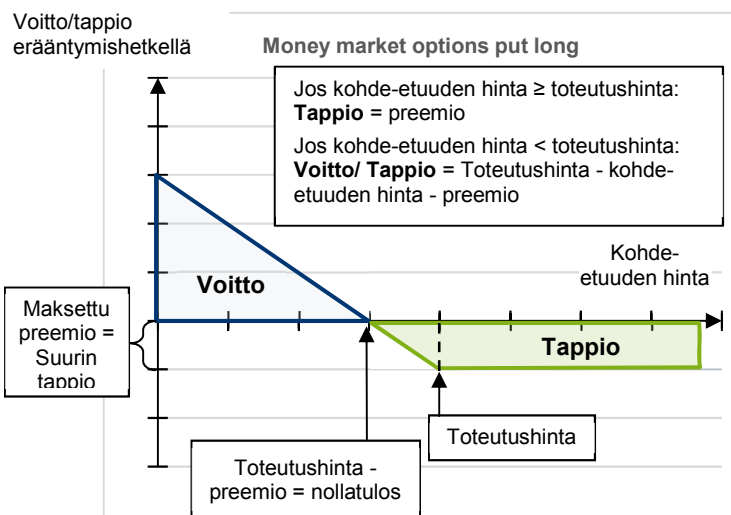 Voitto/tappio
erääntymishetkellä
Money market options put long
Jos kohde-etuuden hinta ≥ toteutushinta:
Tappio = preemio
Jos kohde-etuuden hinta < toteutushinta:
Voitto/ Tappio = Toteutushinta - kohde-
etuuden hinta - preemio
Kohde-
etuuden hinta
Voitto
Maksettu
preemio =
Suurin
tappio
Tappio
Toteutushinta
Toteutushinta -
preemio = nollatulos